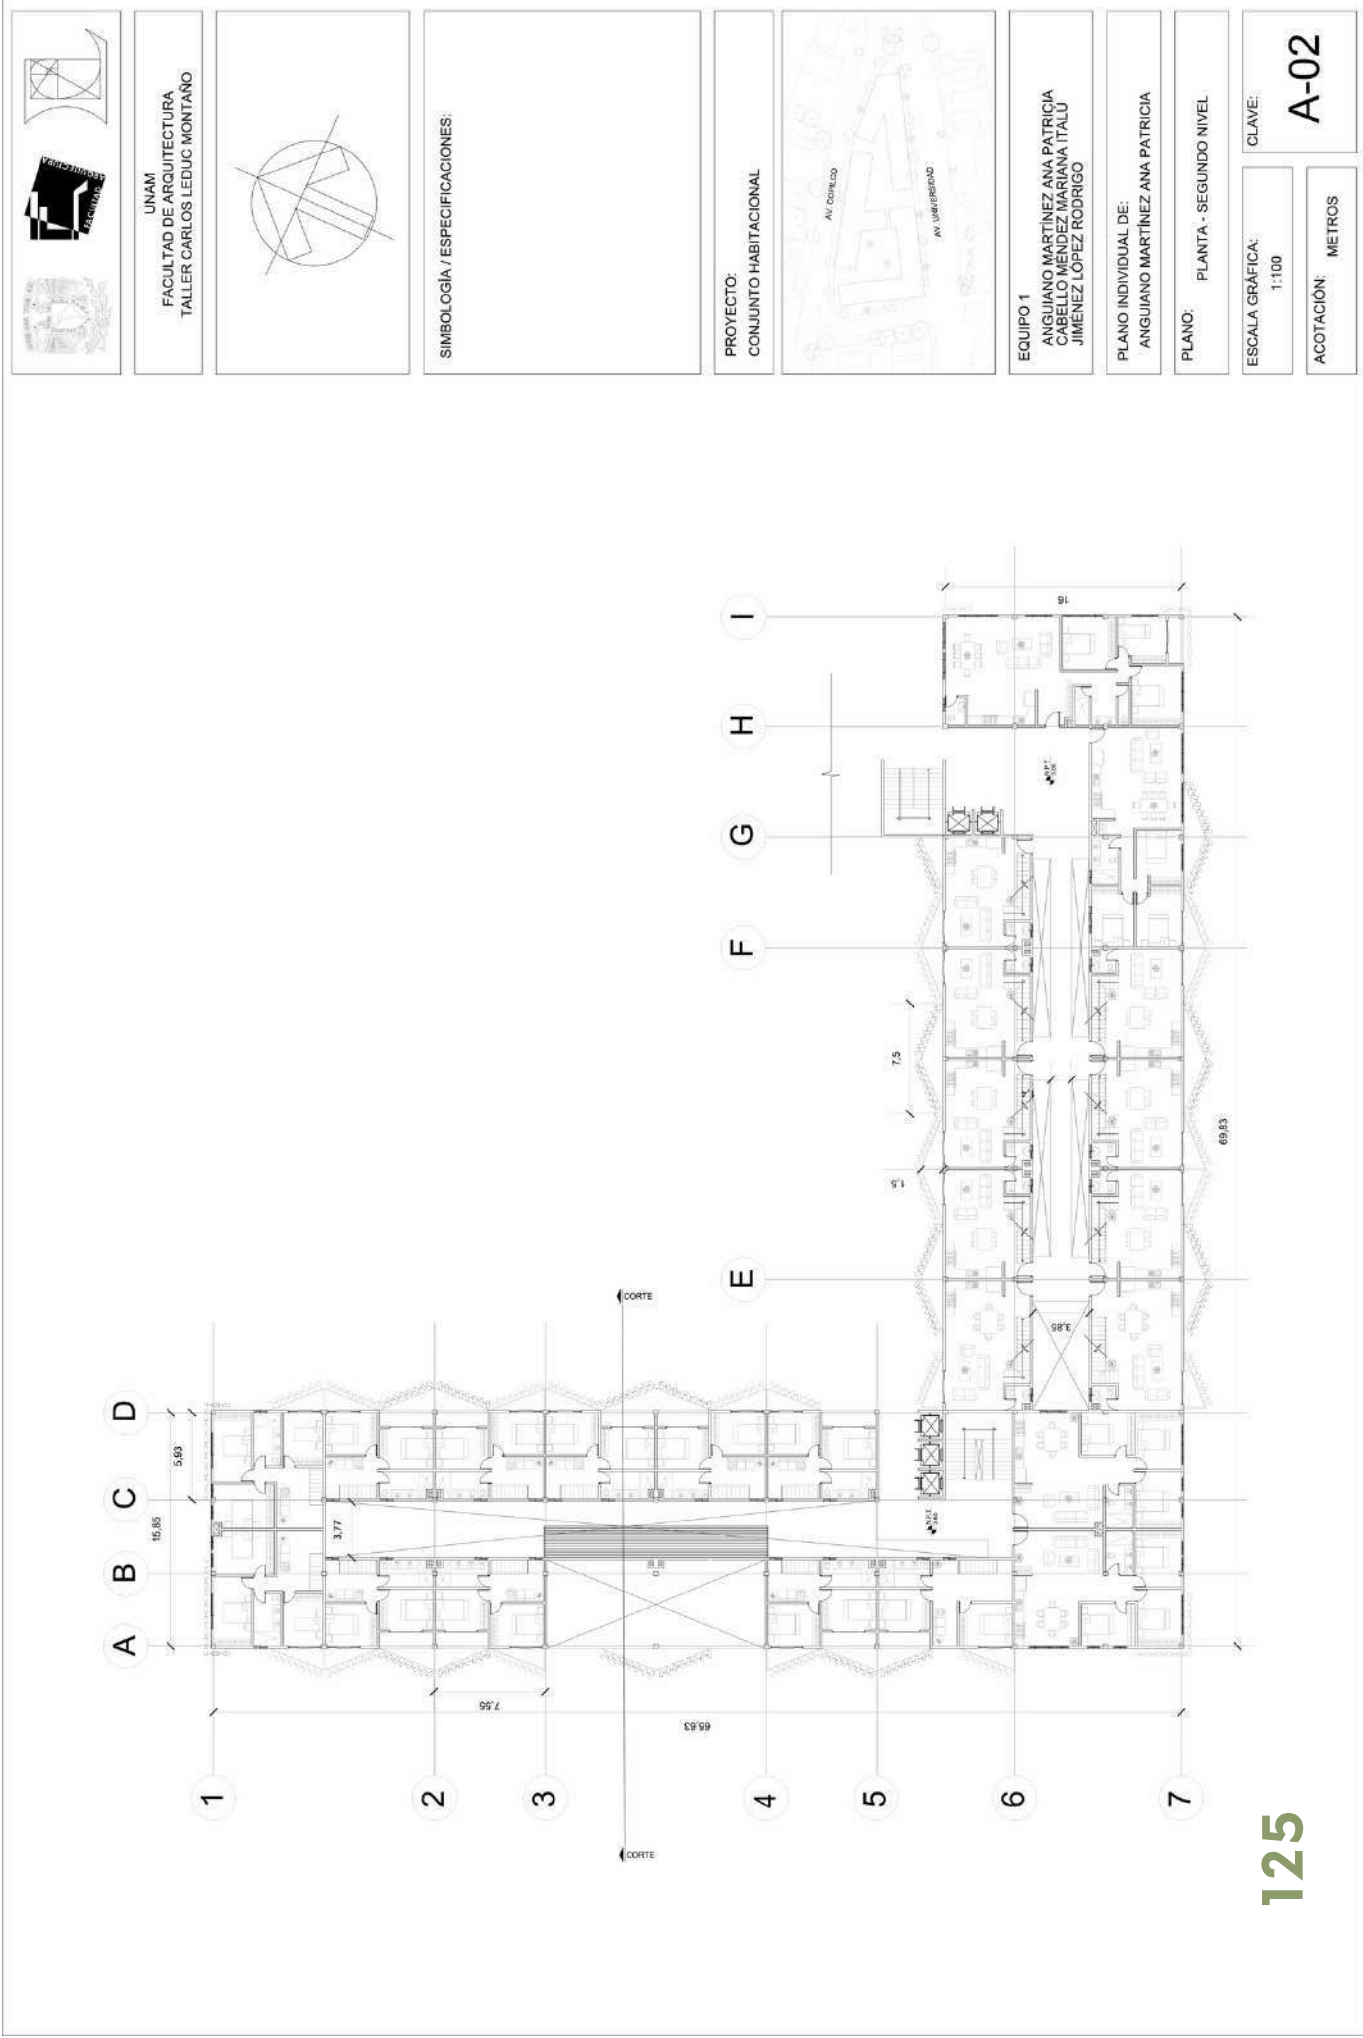 FACULTAD
ARQUITECTURA
UNAM
FACULTAD DE ARQUITECTURA
TALLER CARLOS LEDUC MONTAÑO
SIMBOLOGÍA / ESPECIFICACIONES:
PROYECTO:
CONJUNTO HABITACIONAL
AV. COPILCO
AV. UNIVERSIDAD
EQUIPO 1
ANGUIANO MARTÍNEZ ANA PATRICIA
CABELLO MÉNDEZ MARIANA ITALÚ
JIMÉNEZ LÓPEZ RODRIGO
PLANO INDIVIDUAL DE:
ANGUIANO MARTÍNEZ ANA PATRICIA
PLANO:
PLANTA - SEGUNDO NIVEL
ESCALA GRÁFICA:
1:100
CLAVE:
A-02
ACOTACIÓN:
METROS
A
B
C
D
E
F
G
H
I
1
2
3
4
5
6
7
15,85
5,93
3,77
7,55
65,63
CORTE
CORTE
N.P.T.
3,85
1,5
7,5
69,83
16
N.P.T.
125